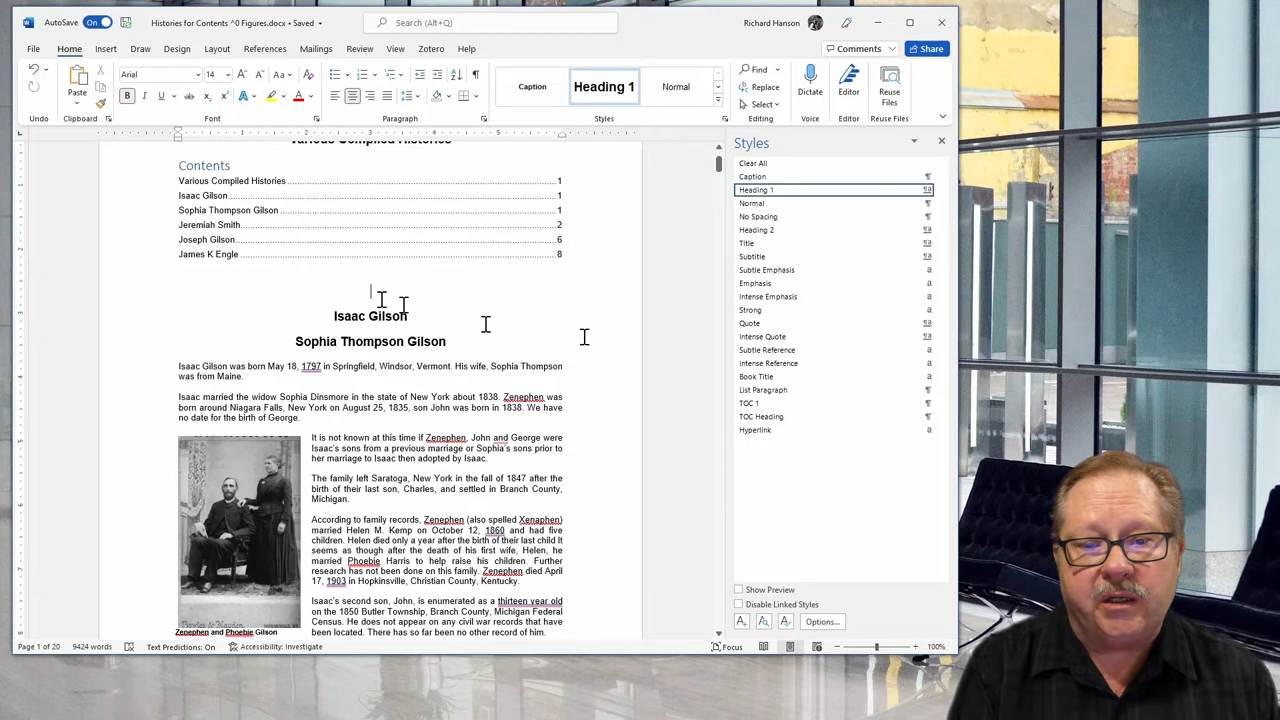 AutoSave On
Histories for Contents ^0 Figures.docx • Saved
Search (Alt+Q)
Richard Hanson
File Home Insert Draw Design Layout References Mailings Review View Zotero Help
Comments Share
Paste
Arial 14
Caption
Heading 1
Normal
Find
Replace
Select
Dictate
Editor
Reuse
Files
Undo Clipboard Font Paragraph Styles Editing Voice Editor Reuse Files
Various Compiled Histories
Contents
Various Compiled Histories 1
Isaac Gilson 1
Sophia Thompson Gilson 1
Jeremiah Smith 2
Joseph Gilson 6
James K Engle 8
Isaac Gilson
Sophia Thompson Gilson
Isaac Gilson was born May 18, 1797 in Springfield, Windsor, Vermont. His wife, Sophia Thompson
was from Maine.
Isaac married the widow Sophia Dinsmore in the state of New York about 1838. Zenephen was
born around Niagara Falls, New York on August 25, 1835, son John was born in 1838. We have
no date for the birth of George.
It is not known at this time if Zenephen, John and George were
Isaac's sons from a previous marriage or Sophia's sons prior to
her marriage to Isaac then adopted by Isaac.
The family left Saratoga, New York in the fall of 1847 after the
birth of their last son, Charles, and settled in Branch County,
Michigan.
According to family records, Zenephen (also spelled Xenaphen)
married Helen M. Kemp on October 12, 1860 and had five
children. Helen died only a year after the birth of their last child It
seems as though after the death of his first wife, Helen, he
married Phoebie Harris to help raise his children. Further
research has not been done on this family. Zenephen died April
17, 1903 in Hopkinsville, Christian County, Kentucky.
Isaac's second son, John, is enumerated as a thirteen year old
on the 1850 Butler Township, Branch County, Michigan Federal
Census. He does not appear on any civil war records that have
been located. There has so far been no other record of him.
Zenephen and Phoebie Gilson
Styles
Clear All
Caption
Heading 1
Normal
No Spacing
Heading 2
Title
Subtitle
Subtle Emphasis
Emphasis
Intense Emphasis
Strong
Quote
Intense Quote
Subtle Reference
Intense Reference
Book Title
List Paragraph
TOC 1
TOC Heading
Hyperlink
Show Preview
Disable Linked Styles
Options...
Page 1 of 20 9424 words Text Predictions: On Accessibility: Investigate Focus 100%